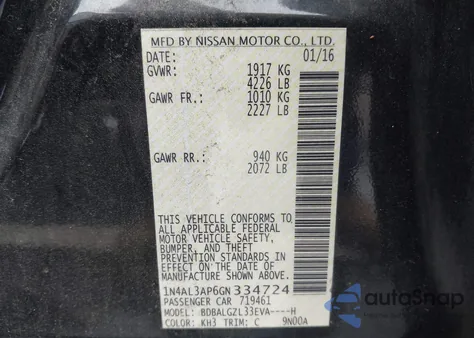 MFD BY NISSAN MOTOR CO., LTD.
DATE: 01/16
GVWR: 1917 KG
4226 LB
GAWR FR.: 1010 KG
2227 LB
GAWR RR.: 940 KG
2072 LB
THIS VEHICLE CONFORMS TO
ALL APPLICABLE FEDERAL
MOTOR VEHICLE SAFETY,
BUMPER, AND THEFT
PREVENTION STANDARDS IN
EFFECT ON THE DATE OF
MANUFACTURE SHOWN ABOVE.
1N4AL3AP6GN334724
PASSENGER CAR 719461
MODEL: BDBALGZL33EVA----H
COLOR: KH3 TRIM: C 9N00A
autosnap